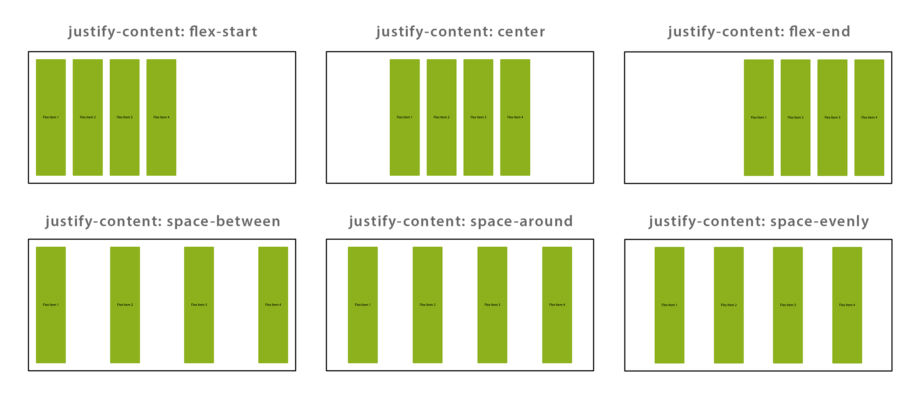 justify-content: flex-start
justify-content: center
justify-content: flex-end
Flex Item 1
Flex Item 2
Flex Item 3
Flex Item 4
Flex Item 1
Flex Item 2
Flex Item 3
Flex Item 4
Flex Item 1
Flex Item 2
Flex Item 3
Flex Item 4
justify-content: space-between
justify-content: space-around
justify-content: space-evenly
Flex Item 1
Flex Item 2
Flex Item 3
Flex Item 4
Flex Item 1
Flex Item 2
Flex Item 3
Flex Item 4
Flex Item 1
Flex Item 2
Flex Item 3
Flex Item 4